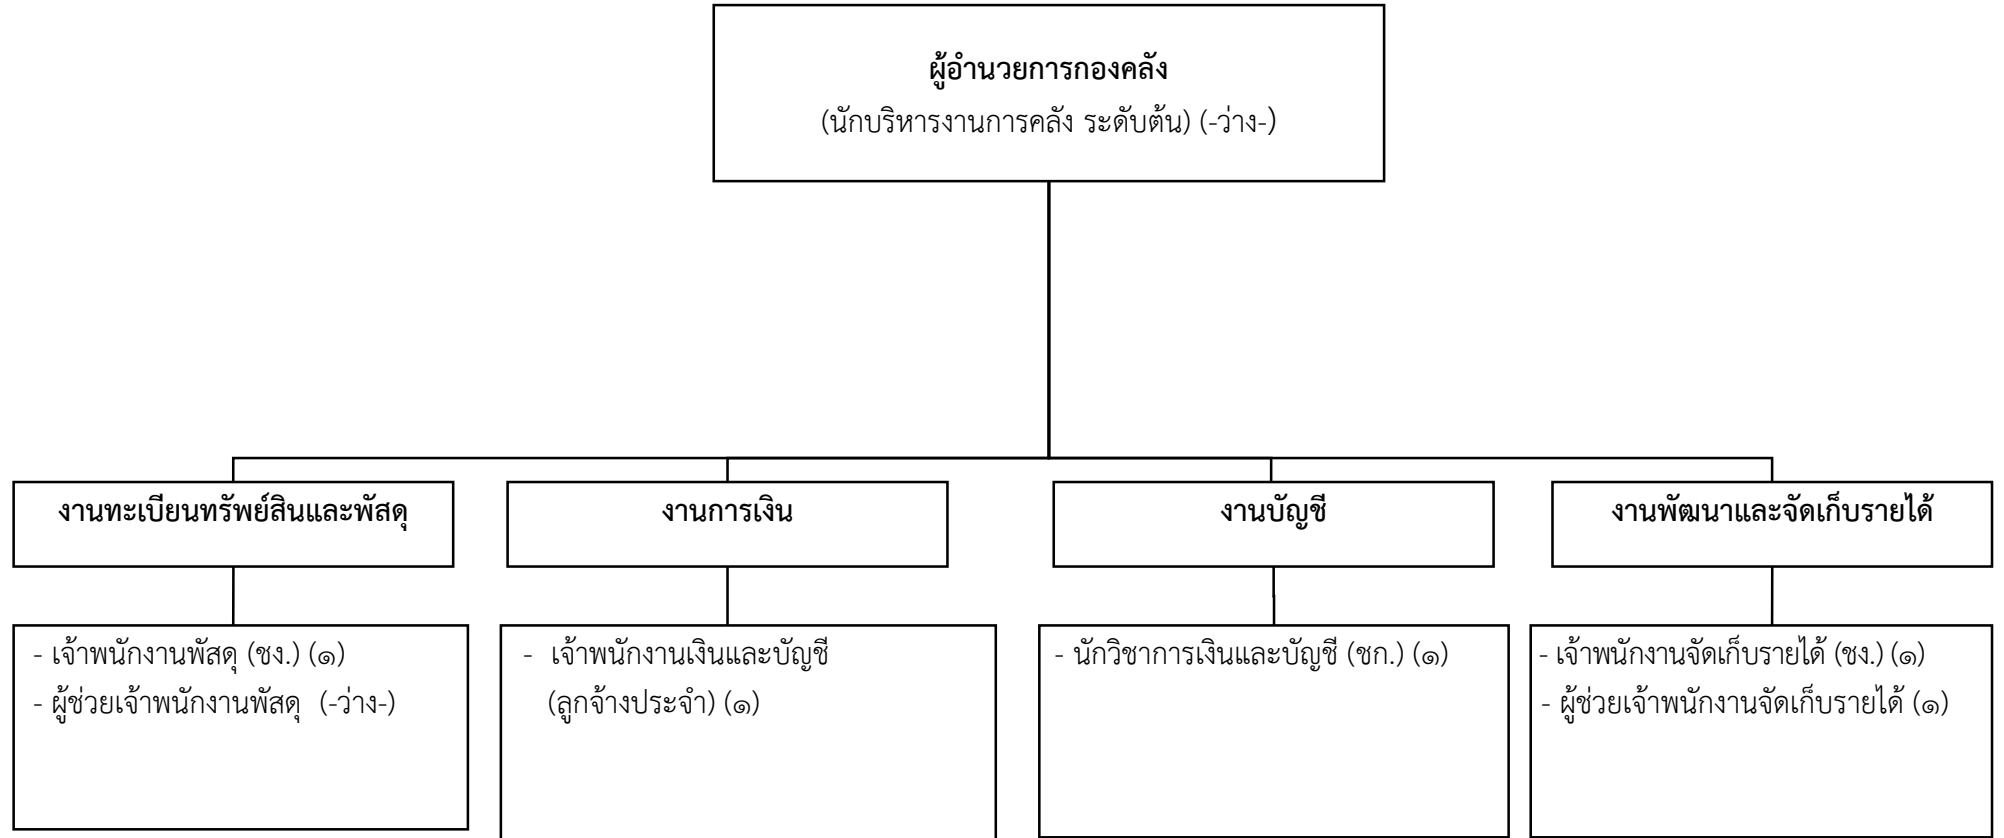 ผู้อำนวยการกองคลัง
(นักบริหารงานการคลัง ระดับต้น) (-ว่าง-)
งานทะเบียนทรัพย์สินและพัสดุ
- เจ้าพนักงานพัสดุ (ชง.) (๑)
- ผู้ช่วยเจ้าพนักงานพัสดุ (-ว่าง-)
งานการเงิน
- เจ้าพนักงานเงินและบัญชี
(ลูกจ้างประจำ) (๑)
งานบัญชี
- นักวิชาการเงินและบัญชี (ชก.) (๑)
งานพัฒนาและจัดเก็บรายได้
- เจ้าพนักงานจัดเก็บรายได้ (ชง.) (๑)
- ผู้ช่วยเจ้าพนักงานจัดเก็บรายได้ (๑)